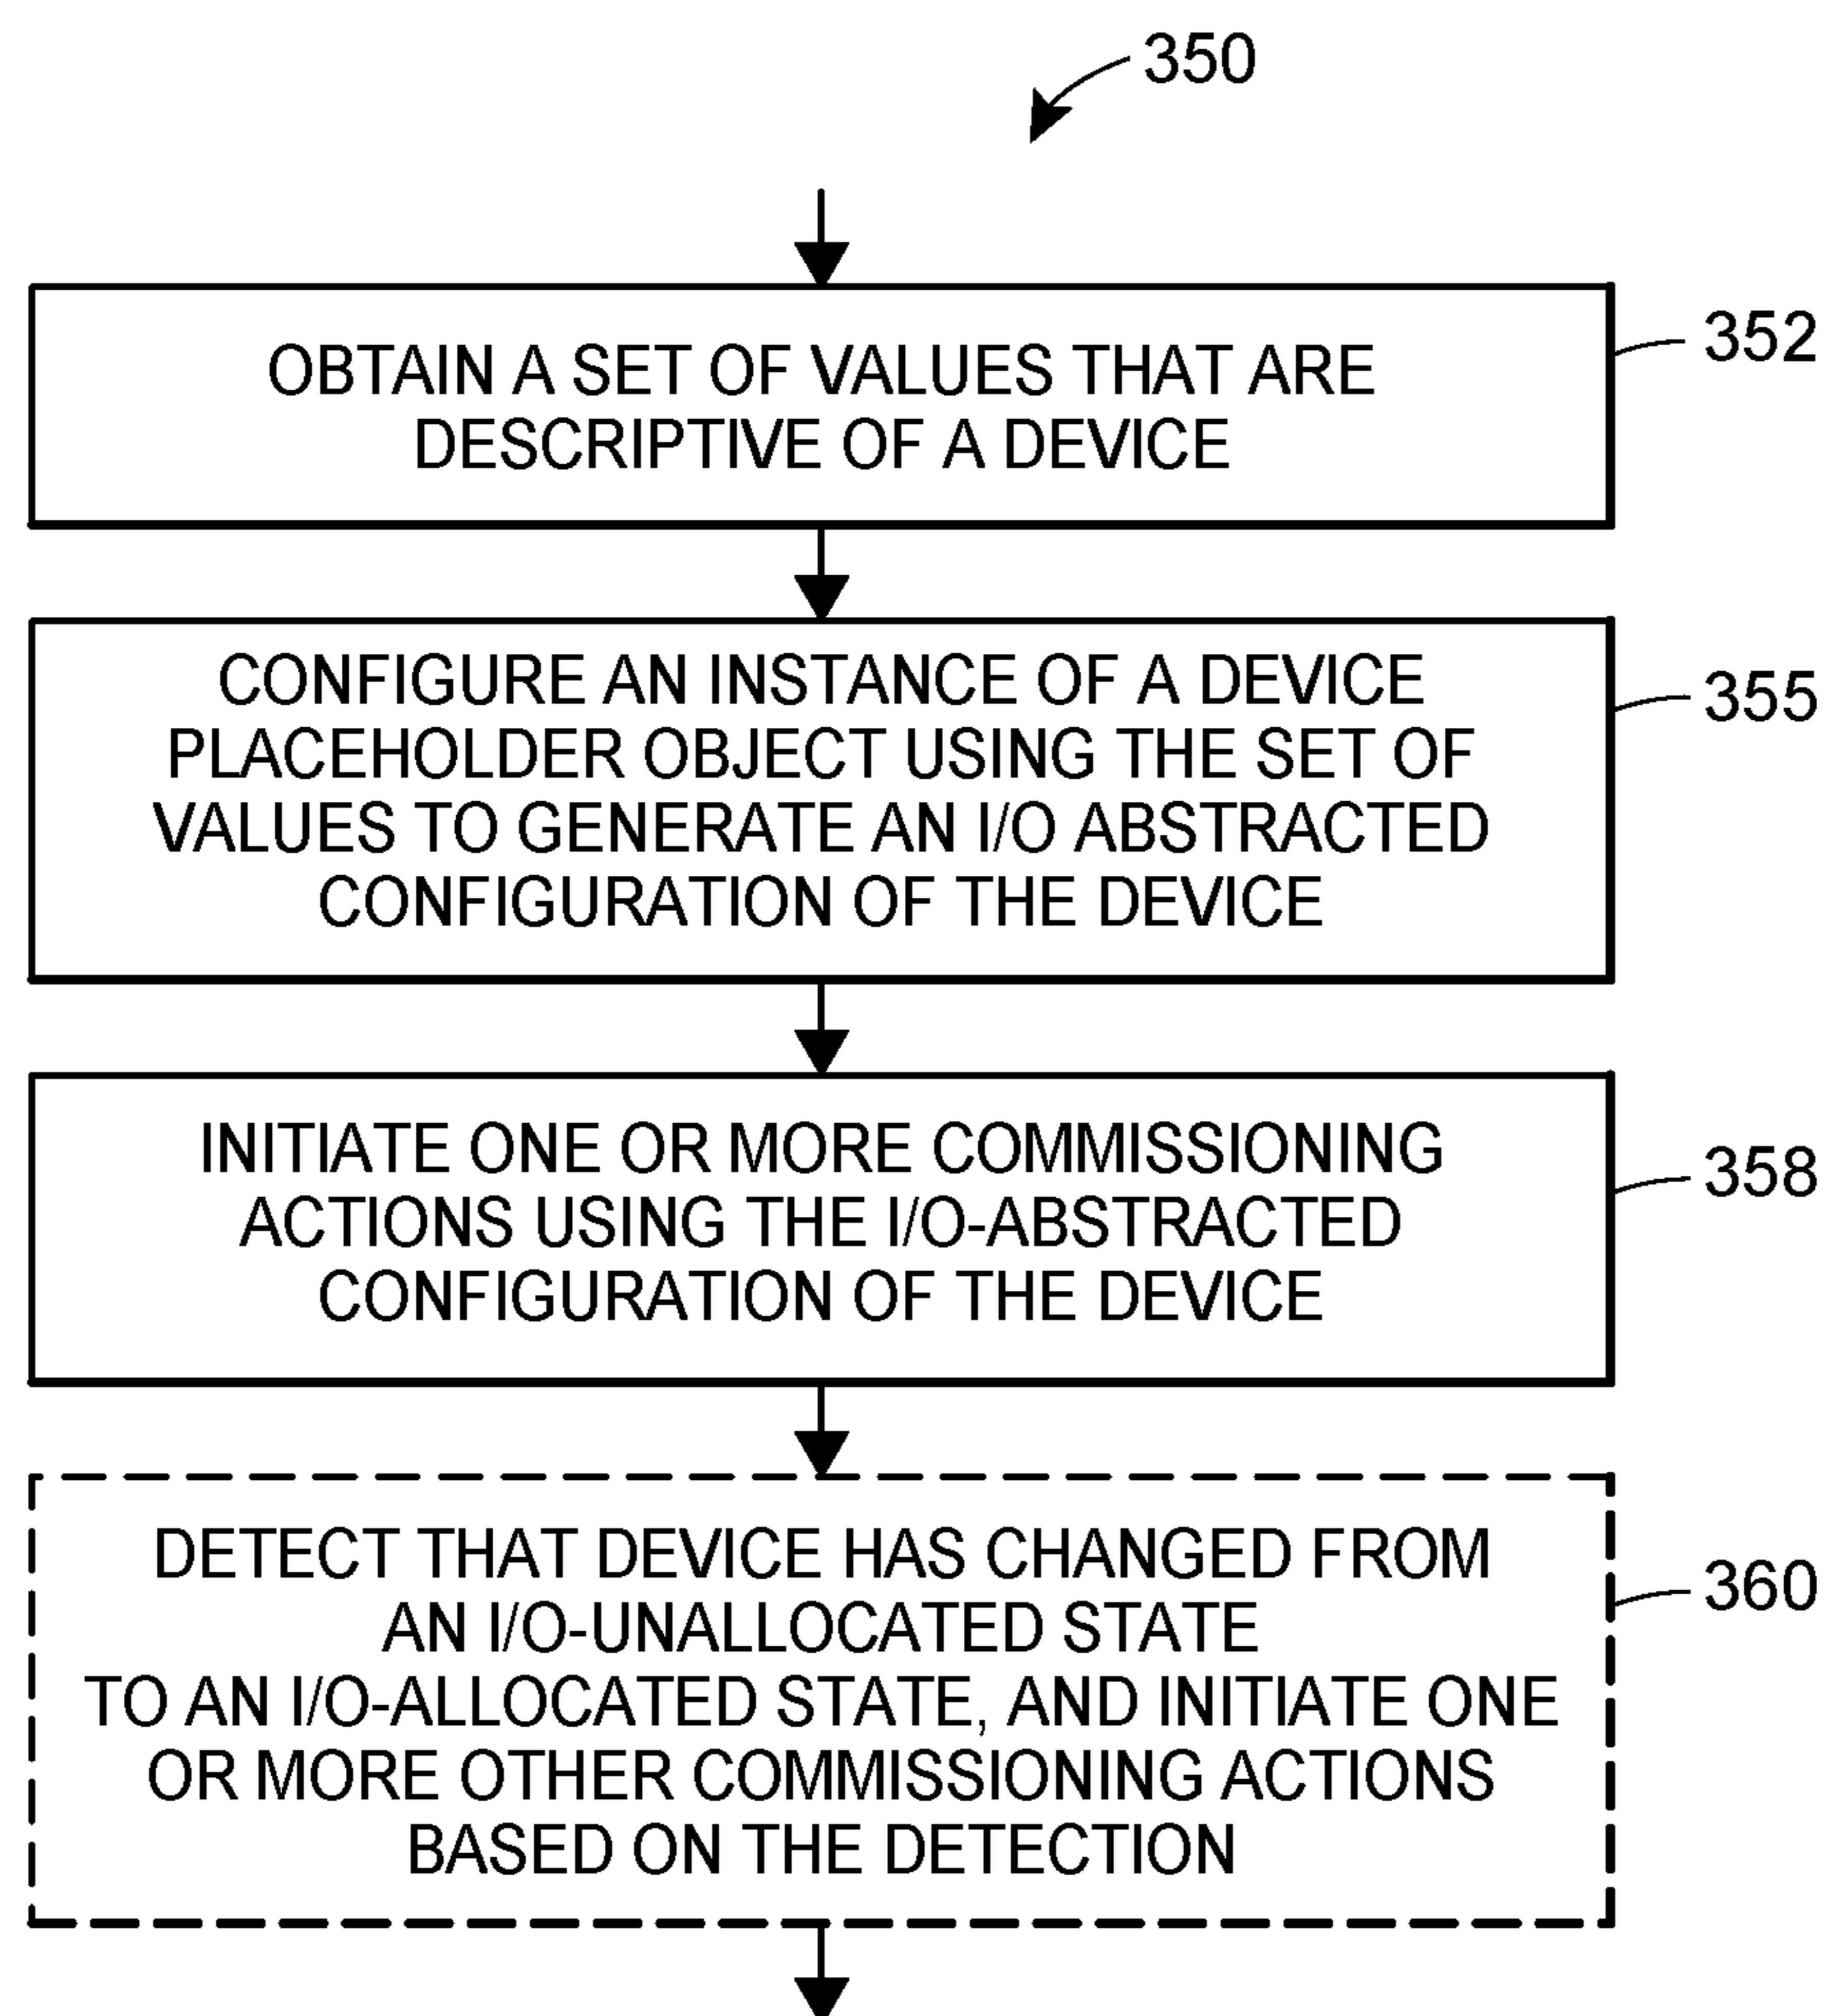 350
OBTAIN A SET OF VALUES THAT ARE
DESCRIPTIVE OF A DEVICE
352
CONFIGURE AN INSTANCE OF A DEVICE
PLACEHOLDER OBJECT USING THE SET OF
VALUES TO GENERATE AN I/O ABSTRACTED
CONFIGURATION OF THE DEVICE
355
INITIATE ONE OR MORE COMMISSIONING
ACTIONS USING THE I/O-ABSTRACTED
CONFIGURATION OF THE DEVICE
358
DETECT THAT DEVICE HAS CHANGED FROM
AN I/O-UNALLOCATED STATE
TO AN I/O-ALLOCATED STATE, AND INITIATE ONE
OR MORE OTHER COMMISSIONING ACTIONS
BASED ON THE DETECTION
360